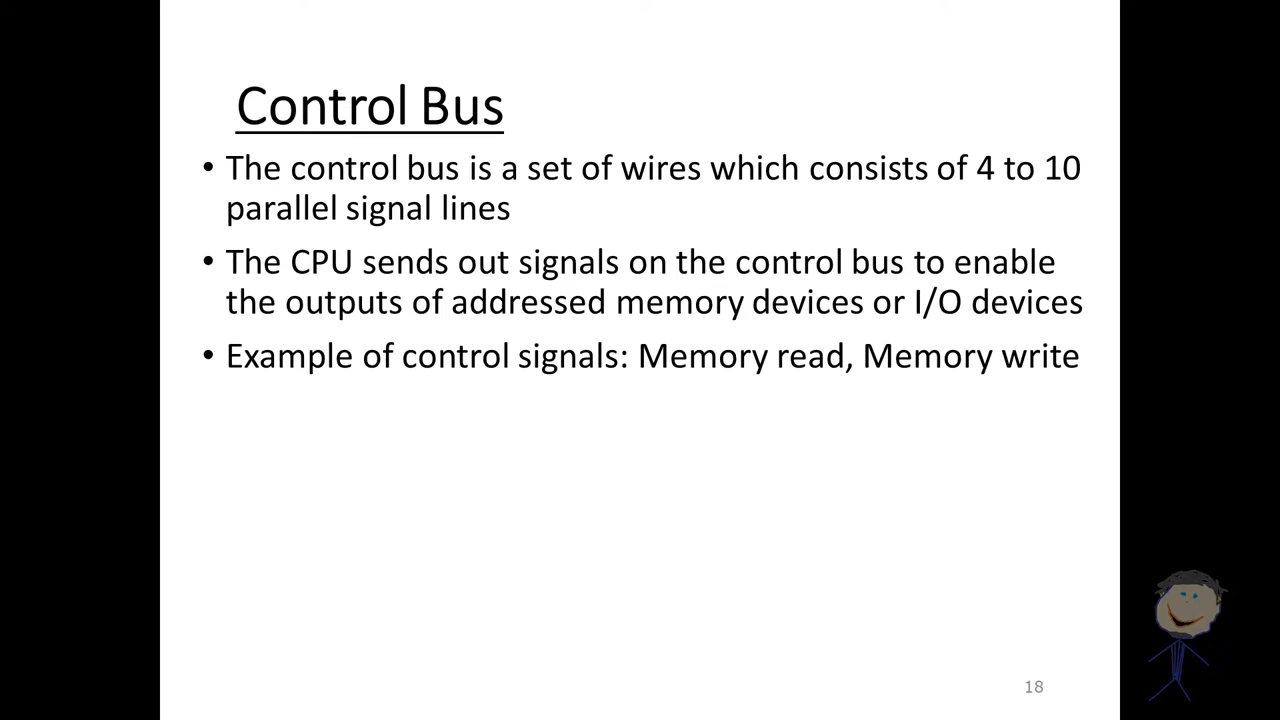 Control Bus
• The control bus is a set of wires which consists of 4 to 10
parallel signal lines
• The CPU sends out signals on the control bus to enable
the outputs of addressed memory devices or I/O devices
• Example of control signals: Memory read, Memory write
18